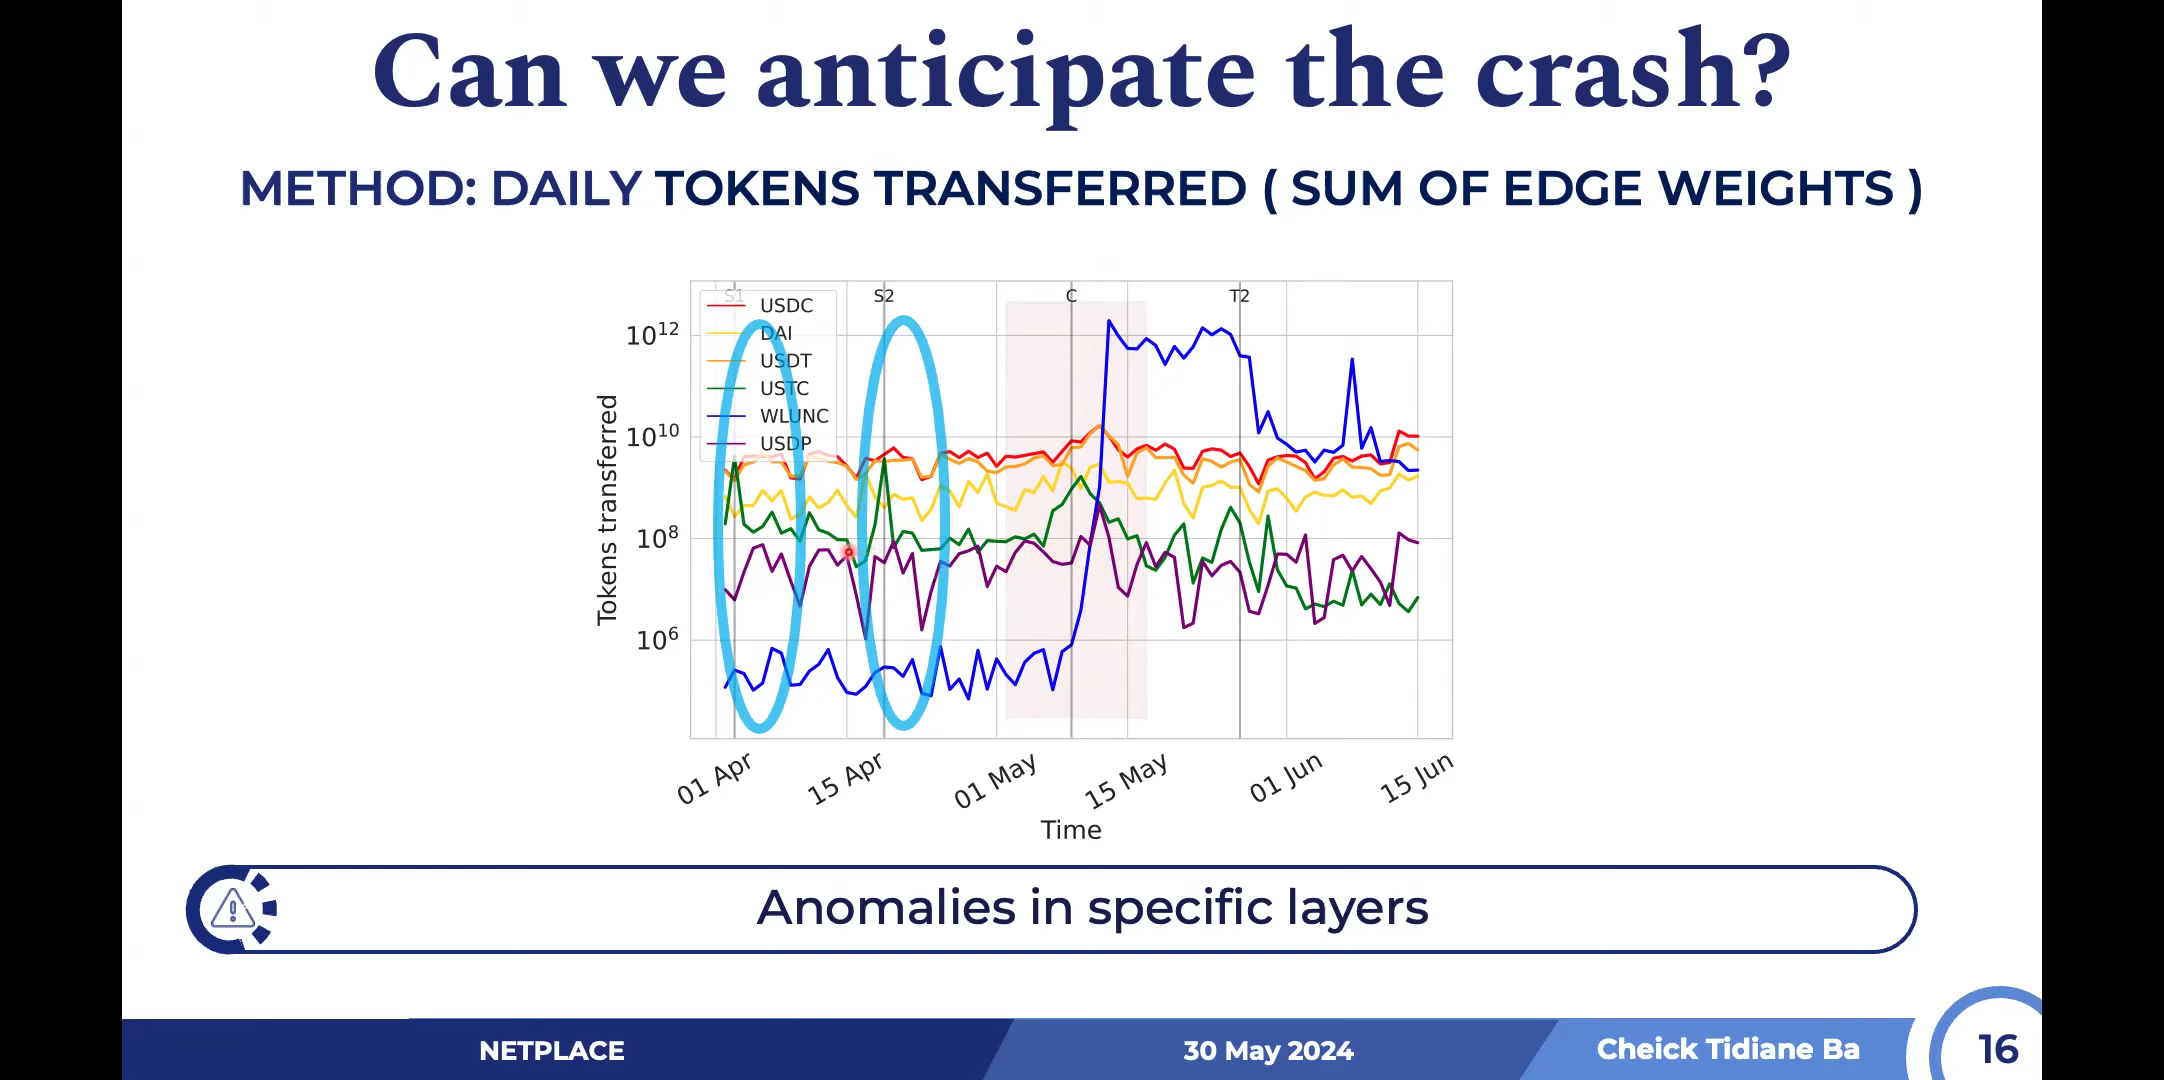 Can we anticipate the crash?
METHOD: DAILY TOKENS TRANSFERRED ( SUM OF EDGE WEIGHTS )
S1 S2 C T2
USDC
DAI
USDT
USTC
WLUNC
USDP
10^12
10^10
10^8
10^6
Tokens transferred
01 Apr 15 Apr 01 May 15 May 01 Jun 15 Jun
Time
Anomalies in specific layers
NETPLACE 30 May 2024 Cheick Tidiane Ba 16